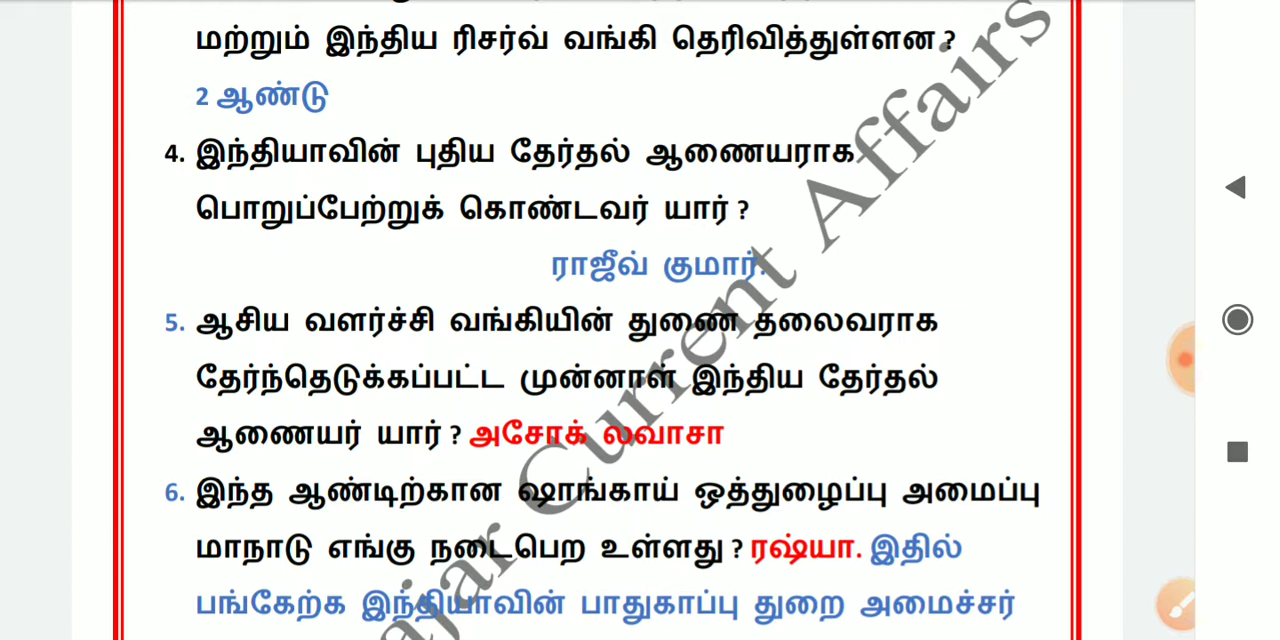 மற்றும் இந்திய ரிசர்வ் வங்கி தெரிவித்துள்ளன ?
2 ஆண்டு
4. இந்தியாவின் புதிய தேர்தல் ஆணையராக
பொறுப்பேற்றுக் கொண்டவர் யார் ?
ராஜீவ் குமார்.
5. ஆசிய வளர்ச்சி வங்கியின் துணை தலைவராக
தேர்ந்தெடுக்கப்பட்ட முன்னாள் இந்திய தேர்தல்
ஆணையர் யார் ? அசோக் லவாசா
6. இந்த ஆண்டிற்கான ஷாங்காய் ஒத்துழைப்பு அமைப்பு
மாநாடு எங்கு நடைபெற உள்ளது ? ரஷ்யா. இதில்
பங்கேற்க இந்தியாவின் பாதுகாப்பு துறை அமைச்சர்
Current Affairs